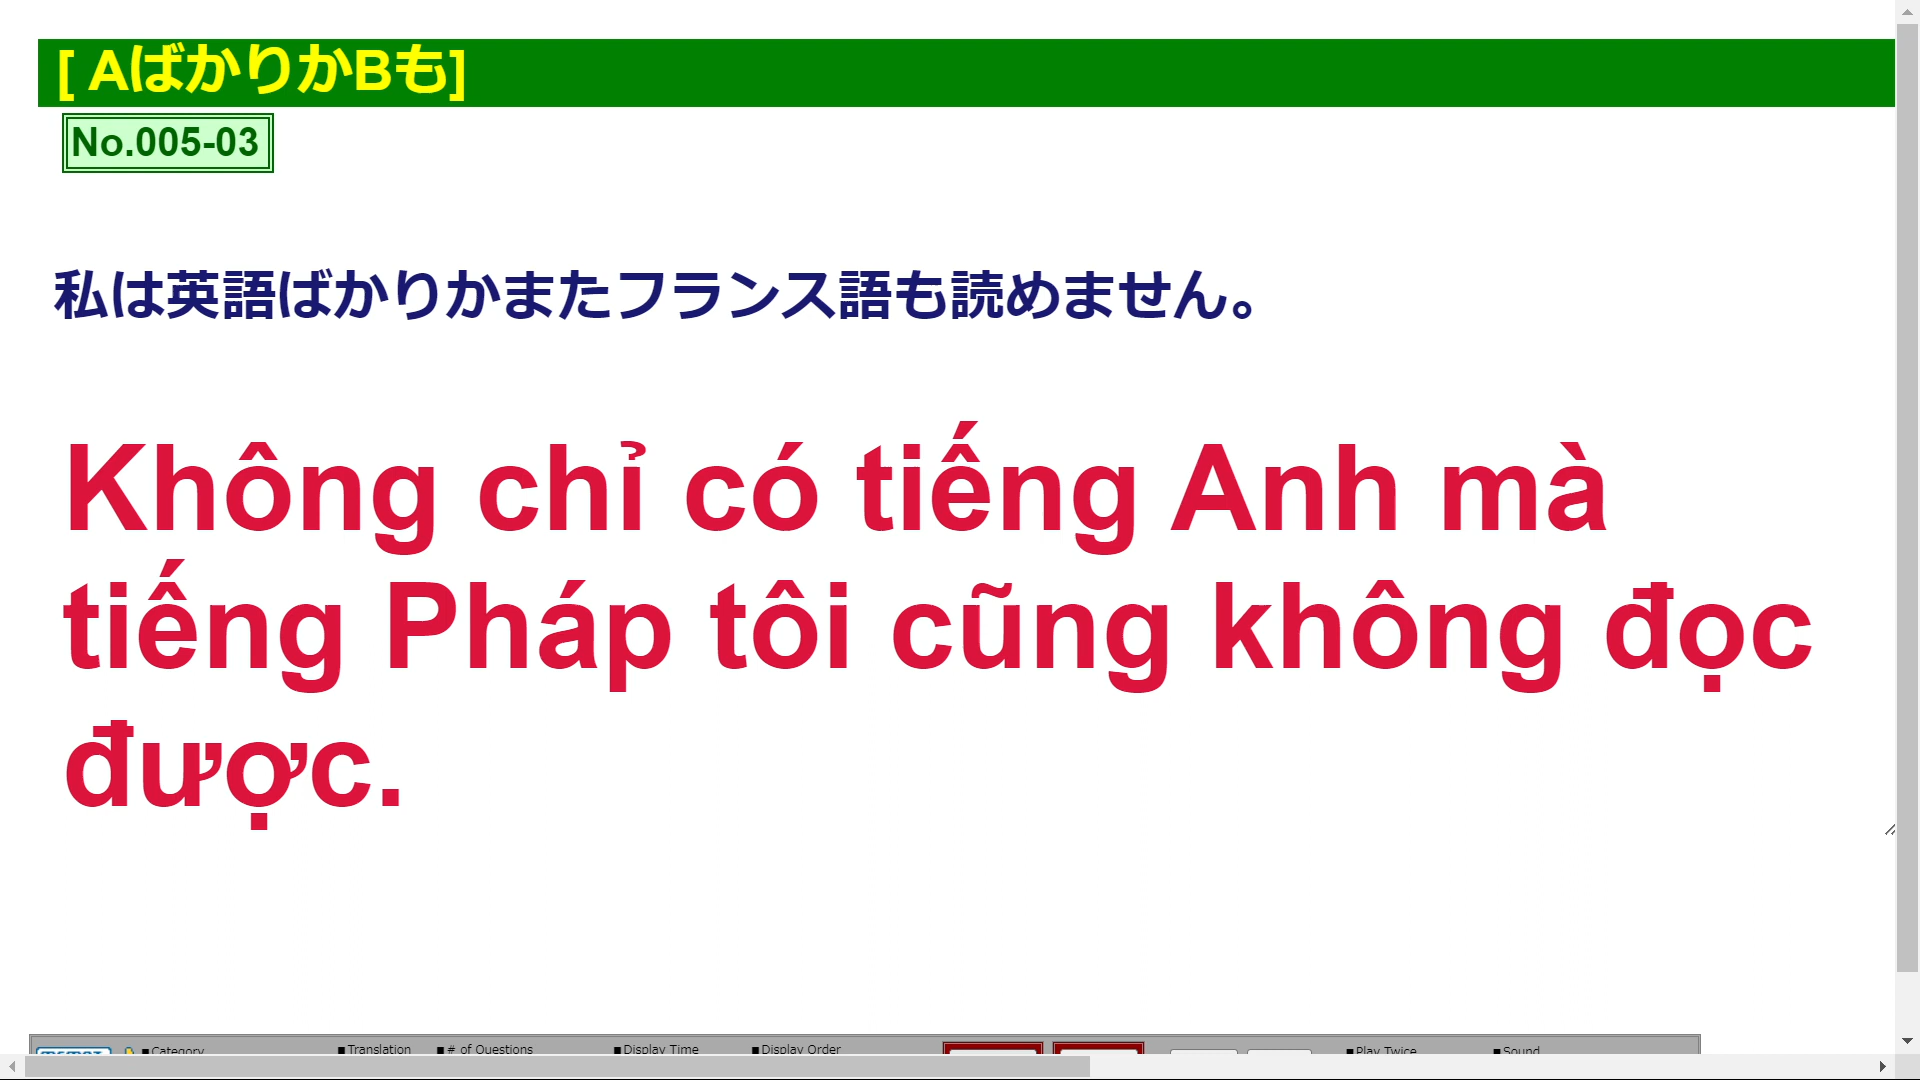 [ AばかりかBも]
No.005-03
私は英語ばかりかまたフランス語も読めません。
Không chỉ có tiếng Anh mà
tiếng Pháp tôi cũng không đọc
được.
■Category ■Translation ■# of Questions ■Display Time ■Display Order ■Play Twice ■Sound